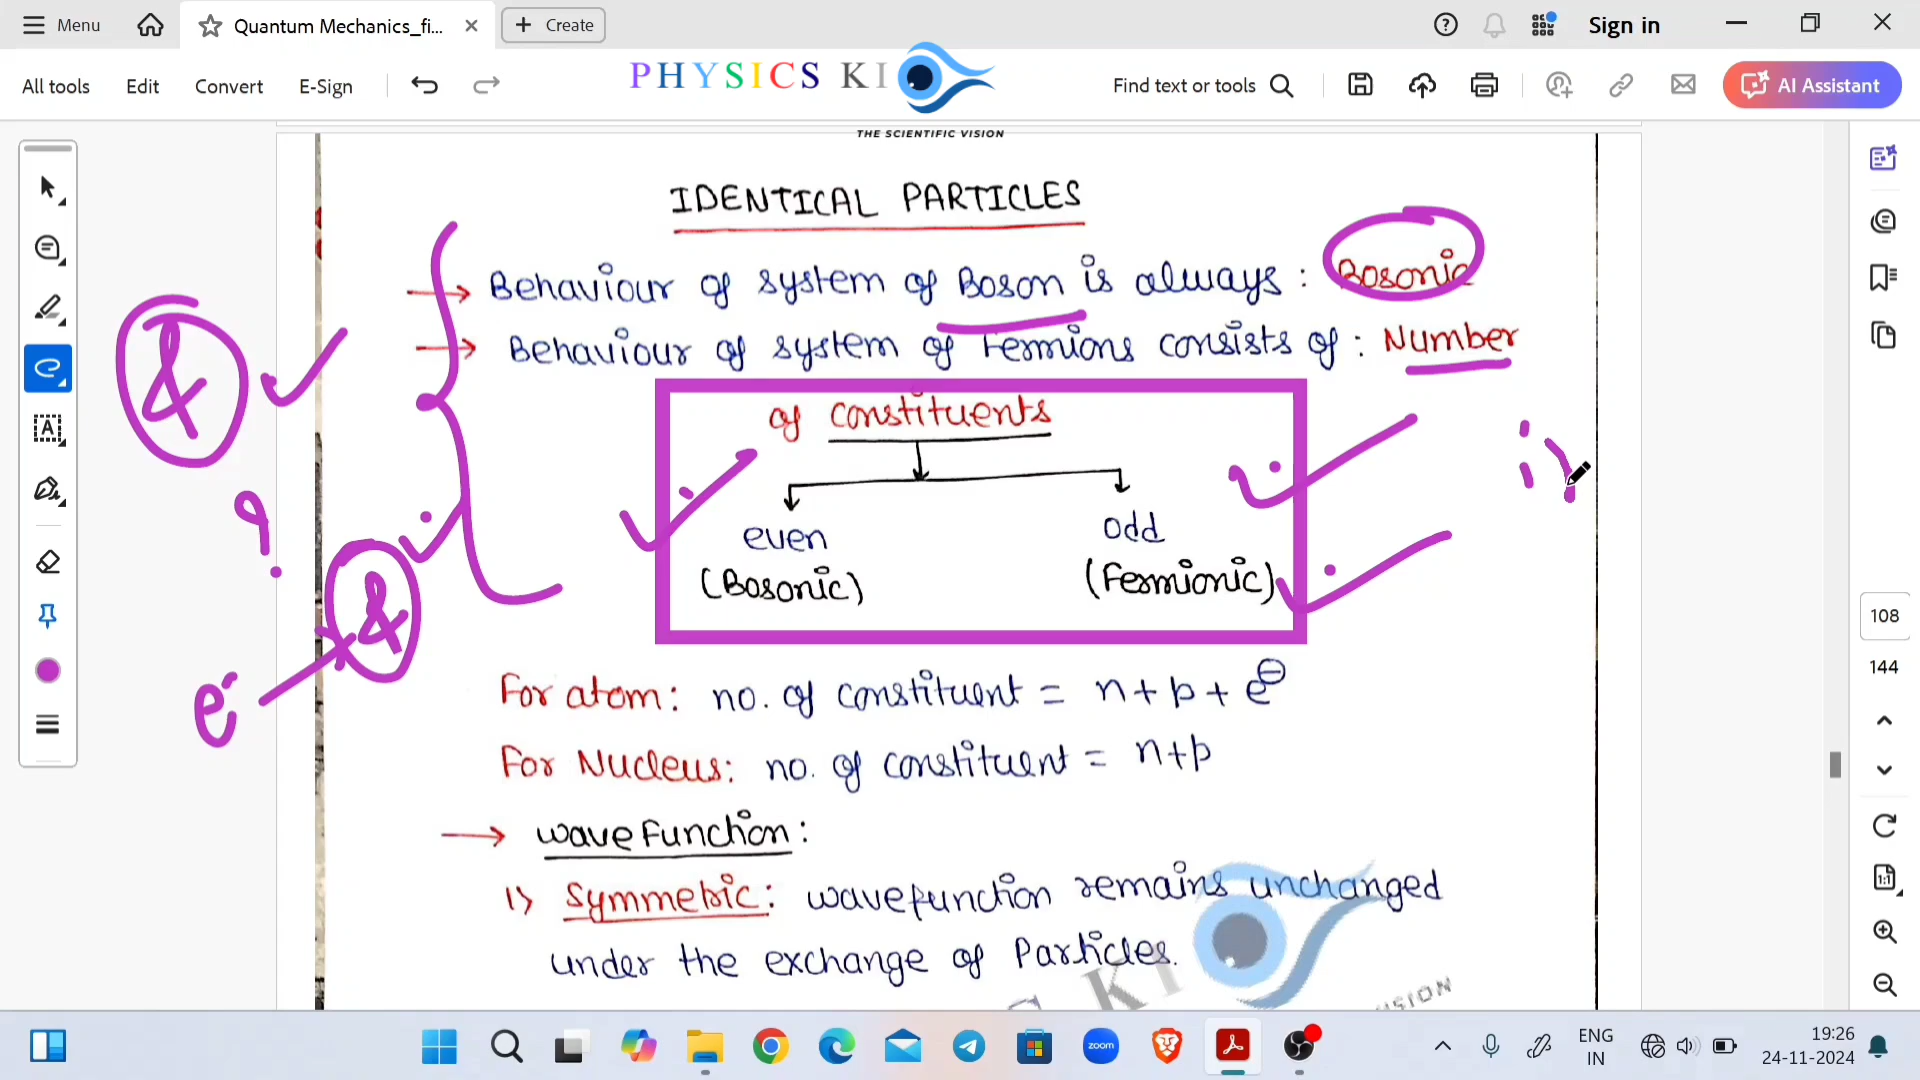 Menu
Quantum Mechanics_fi...
Create
Sign in
All tools
Edit
Convert
E-Sign
PHYSICS KI
THE SCIENTIFIC VISION
Find text or tools
AI Assistant
IDENTICAL PARTICLES
→ Behaviour of system of Boson is always : Bosonic
→ Behaviour of system of Fermions consists of : Number
of constituents
even
odd
(Bosonic)
(Fermionic)
For atom: no. of constituent = n+p+e⊖
For Nucleus: no. of constituent = n+p
→ wave Function:
1) Symmetric: wavefunction remains unchanged
under the exchange of Particles.
KI
108
144
1:1
zoom
ENG
IN
19:26
24-11-2024